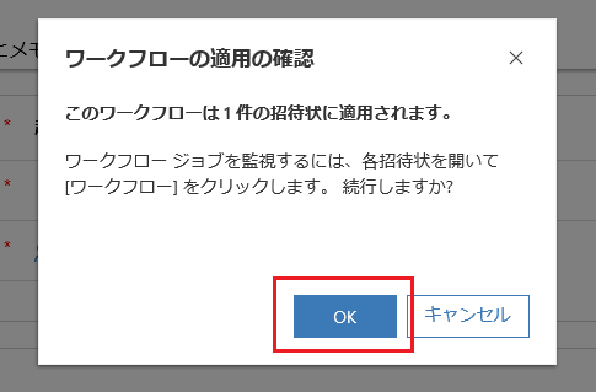 ワークフローの適用の確認
このワークフローは 1 件の招待状に適用されます。
ワークフロー ジョブを監視するには、各招待状を開いて
[ワークフロー] をクリックします。 続行しますか?
OK
キャンセル